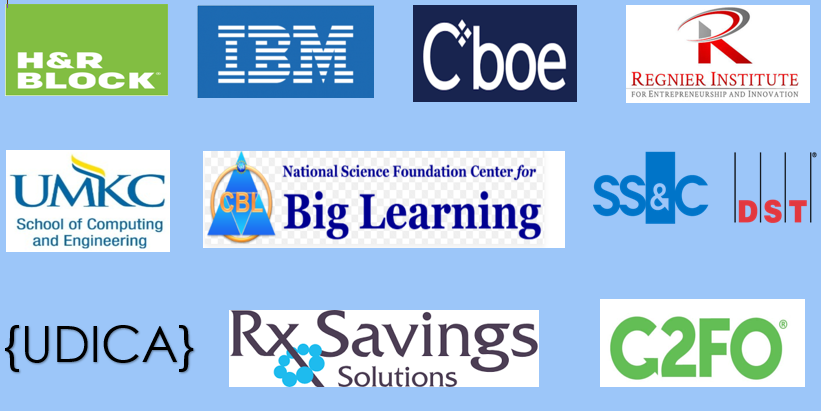 H&R
BLOCK
IBM
Cboe
REGNIER INSTITUTE
FOR ENTREPRENEURSHIP AND INNOVATION
UMKC
School of Computing
and Engineering
CBL
National Science Foundation Center for
Big Learning
SS&C
DST®
{UDICA}
Rx Savings
Solutions
C2FO®